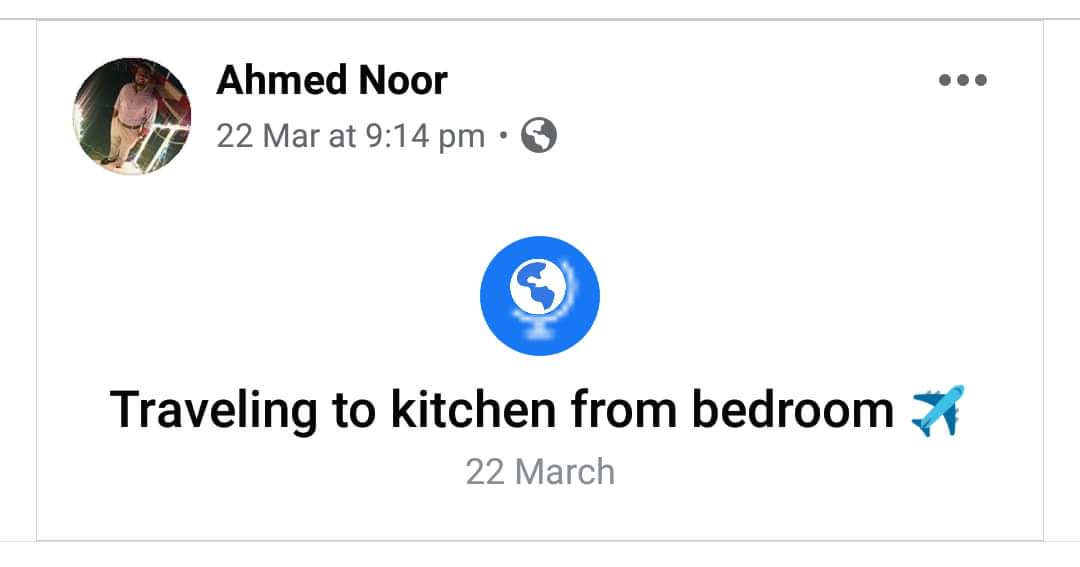 Ahmed Noor
22 Mar at 9:14 pm •
Traveling to kitchen from bedroom ✈️
22 March